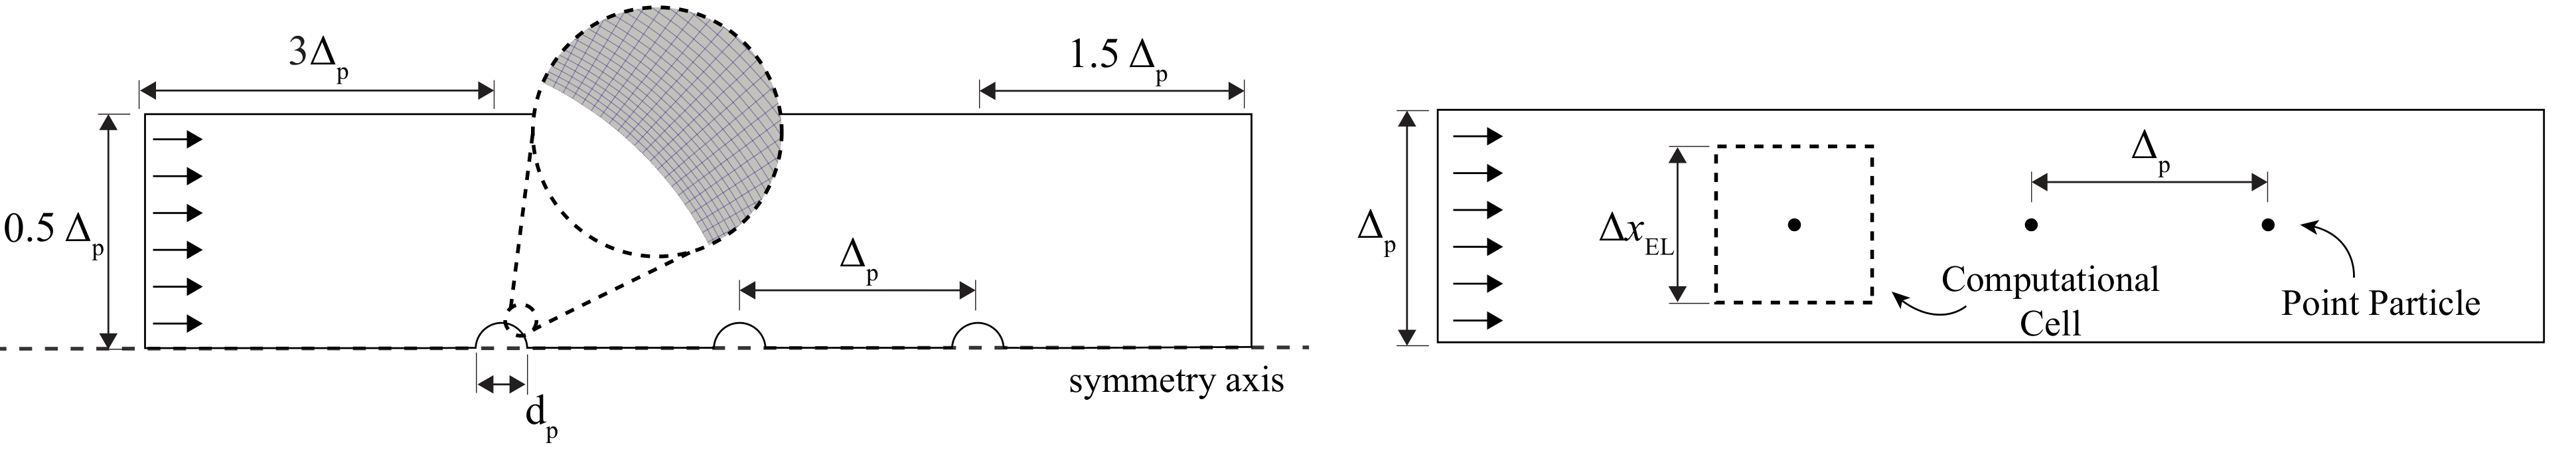 3Δp
1.5 Δp
0.5 Δp
Δp
dp
symmetry axis
Δp
ΔxEL
Δp
Computational
Cell
Point Particle